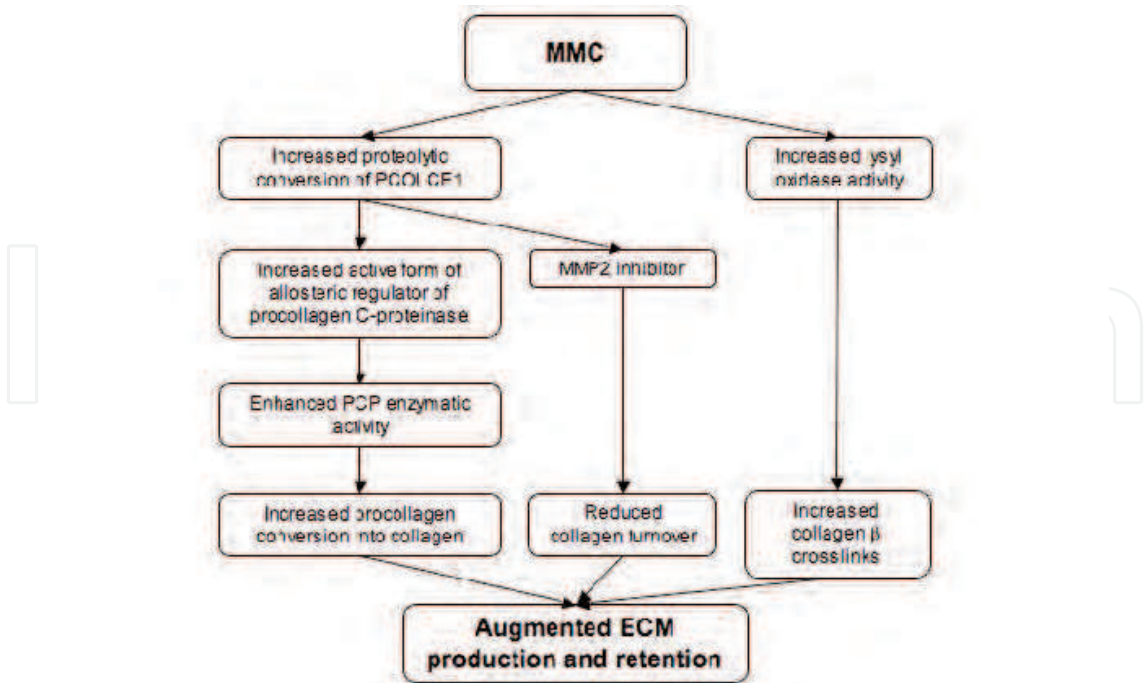 MMC
Increased proteolytic
conversion of PCOLCE1
Increased lysyl
oxidase activity
Increased active form of
allosteric regulator of
procollagen C-proteinase
MMP2 inhibitor
Enhanced PCP enzymatic
activity
Increased procollagen
conversion into collagen
Reduced
collagen turnover
Increased
collagen β
crosslinks
Augmented ECM
production and retention